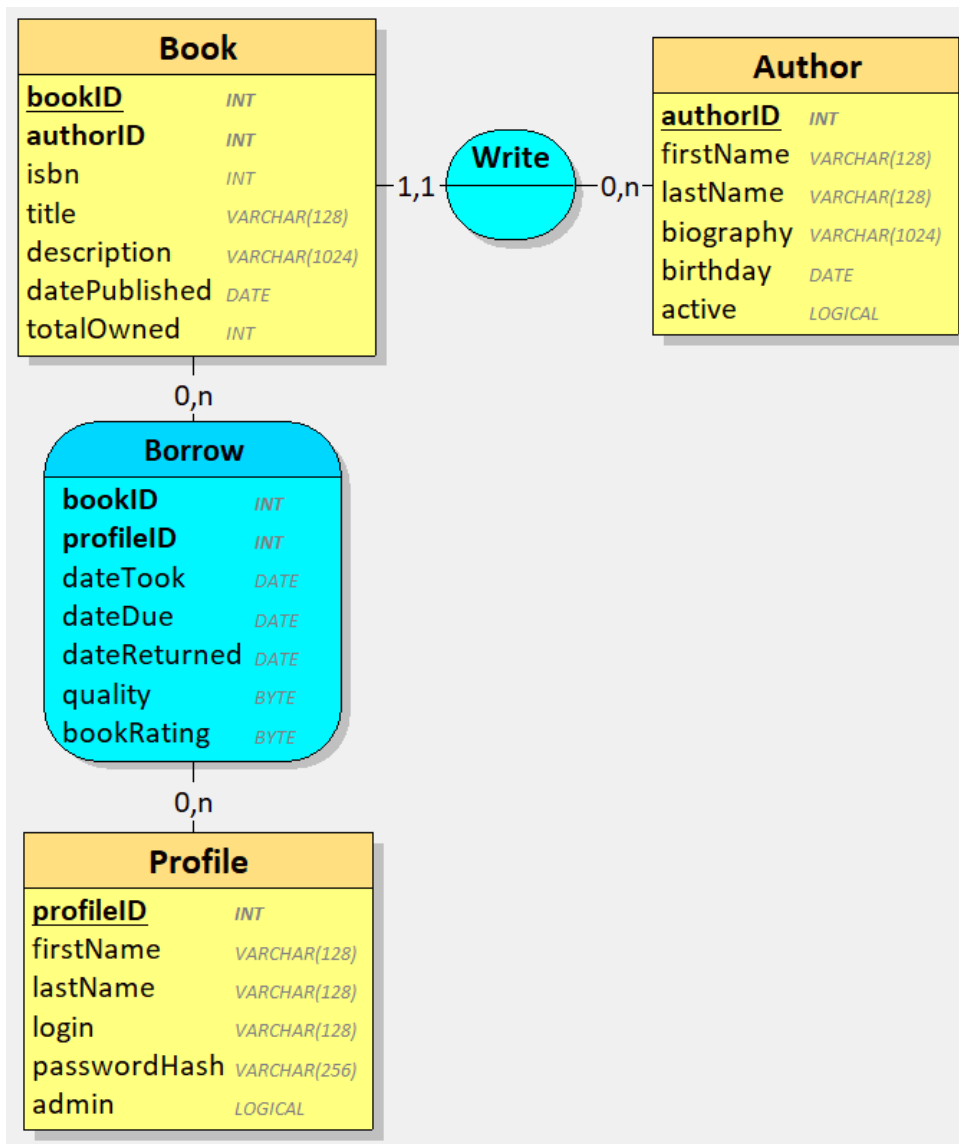 Book
bookID INT
authorID INT
isbn INT
title VARCHAR(128)
description VARCHAR(1024)
datePublished DATE
totalOwned INT
1,1
Write
0,n
Author
authorID INT
firstName VARCHAR(128)
lastName VARCHAR(128)
biography VARCHAR(1024)
birthday DATE
active LOGICAL
0,n
Borrow
bookID INT
profileID INT
dateTook DATE
dateDue DATE
dateReturned DATE
quality BYTE
bookRating BYTE
0,n
Profile
profileID INT
firstName VARCHAR(128)
lastName VARCHAR(128)
login VARCHAR(128)
passwordHash VARCHAR(256)
admin LOGICAL